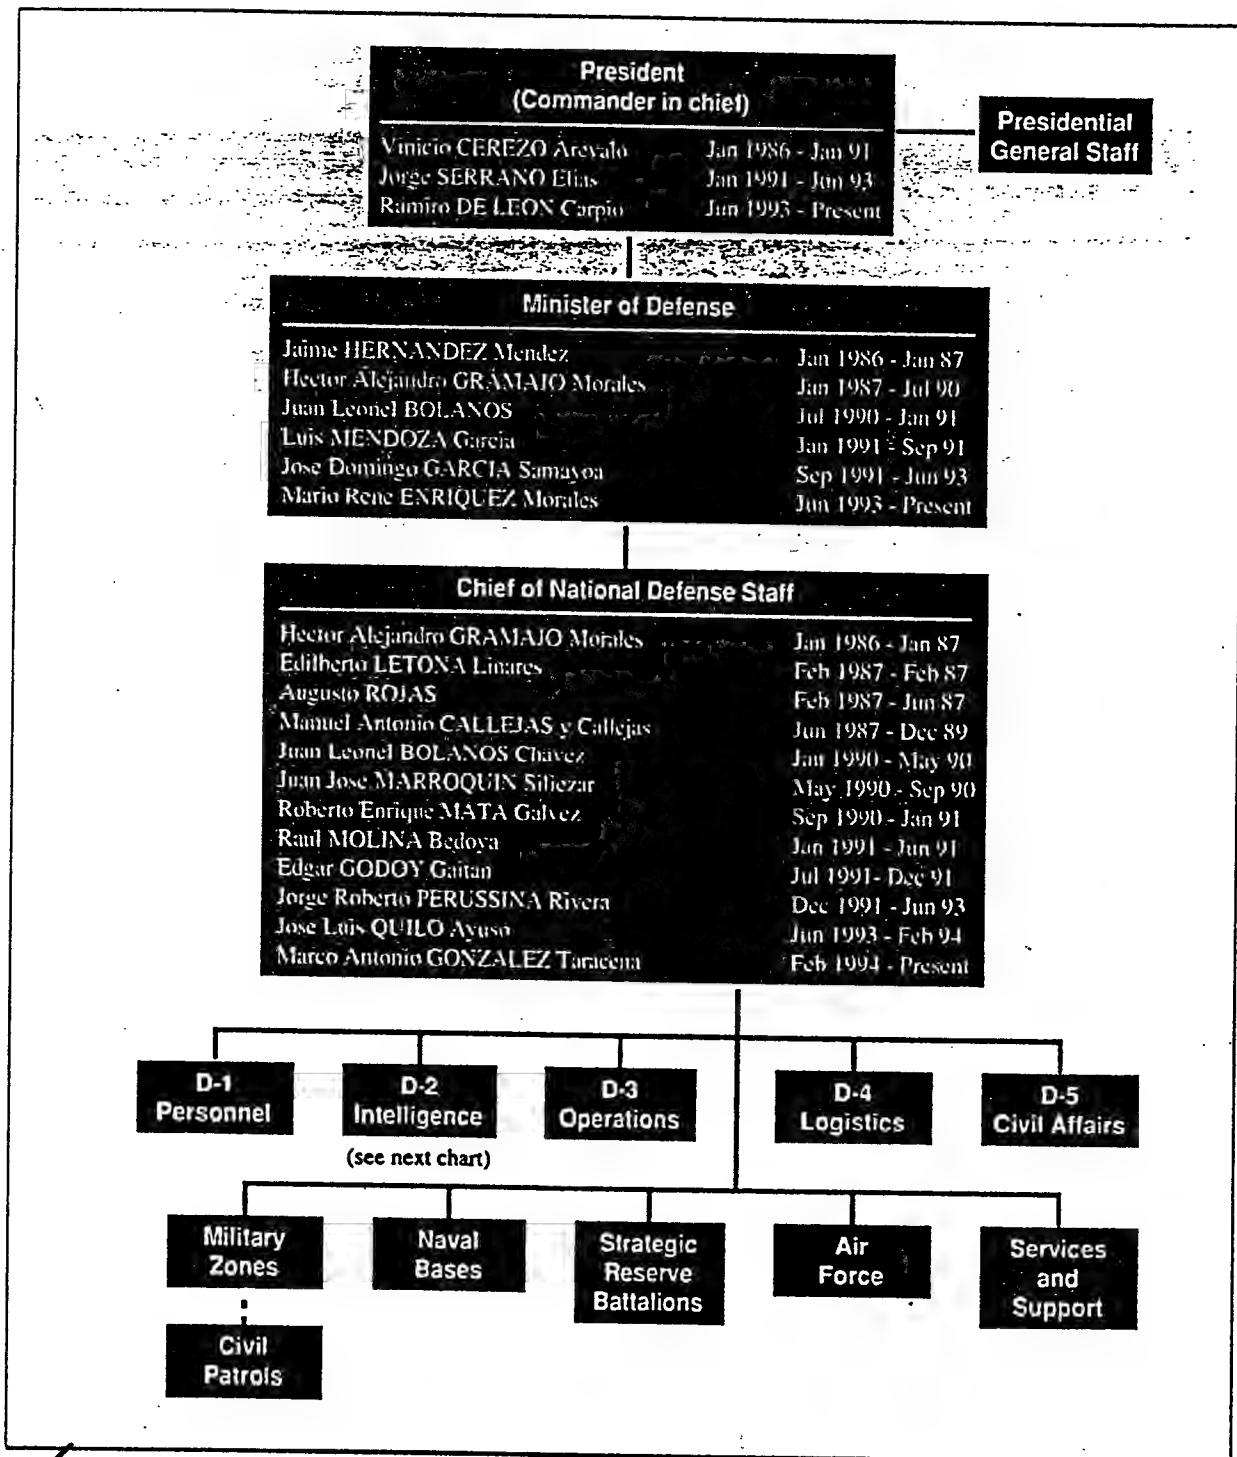 President
(Commander in chief)
Vinicio CEREZO Arevalo Jan 1986 - Jan 91
Jorge SERRANO Elias Jan 1991 - Jun 93
Ramiro DE LEON Carpio Jun 1993 - Present
Presidential
General Staff
Minister of Defense
Jaime HERNANDEZ Mendez Jan 1986 - Jan 87
Hector Alejandro GRAMAJO Morales Jan 1987 - Jul 90
Juan Leonel BOLANOS Jul 1990 - Jan 91
Luis MENDOZA Garcia Jan 1991 - Sep 91
Jose Domingo GARCIA Samayoa Sep 1991 - Jun 93
Mario Rene ENRIQUEZ Morales Jun 1993 - Present
Chief of National Defense Staff
Hector Alejandro GRAMAJO Morales Jan 1986 - Jan 87
Edilberto LETONA Linares Feb 1987 - Feb 87
Augusto ROJAS Feb 1987 - Jun 87
Manuel Antonio CALLEJAS y Callejas Jun 1987 - Dec 89
Juan Leonel BOLANOS Chavez Jan 1990 - May 90
Juan Jose MARROQUIN Siliezar May 1990 - Sep 90
Roberto Enrique MATA Galvez Sep 1990 - Jan 91
Raul MOLINA Bedoya Jan 1991 - Jun 91
Edgar GODOY Gaitan Jul 1991- Dec 91
Jorge Roberto PERUSSINA Rivera Dec 1991 - Jun 93
Jose Luis QUILO Ayuso Jun 1993 - Feb 94
Marco Antonio GONZALEZ Taracena Feb 1994 - Present
D-1
Personnel
D-2
Intelligence
(see next chart)
D-3
Operations
D-4
Logistics
D-5
Civil Affairs
Military
Zones
Naval
Bases
Strategic
Reserve
Battalions
Air
Force
Services
and
Support
Civil
Patrols